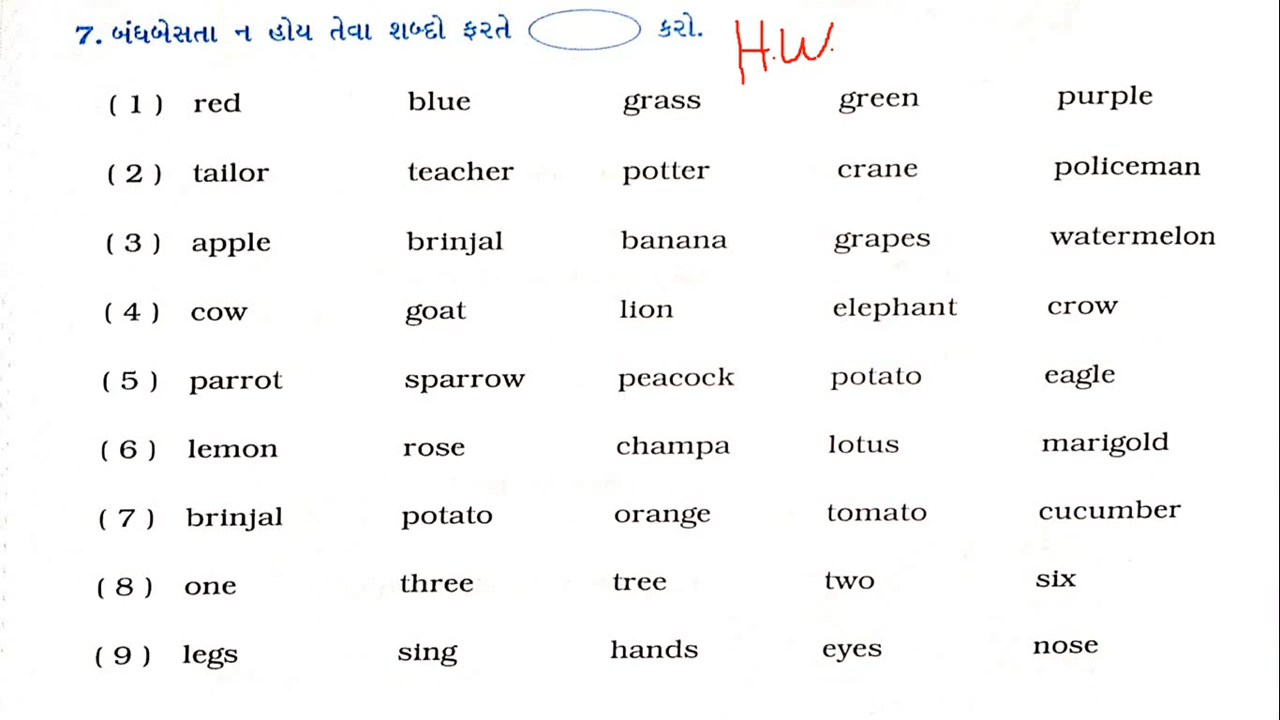 7. બંધબેસતા ન હોય તેવા શબ્દો ફરતે કરો. H.W.
( 1 ) red blue grass green purple
( 2 ) tailor teacher potter crane policeman
( 3 ) apple brinjal banana grapes watermelon
( 4 ) cow goat lion elephant crow
( 5 ) parrot sparrow peacock potato eagle
( 6 ) lemon rose champa lotus marigold
( 7 ) brinjal potato orange tomato cucumber
( 8 ) one three tree two six
( 9 ) legs sing hands eyes nose